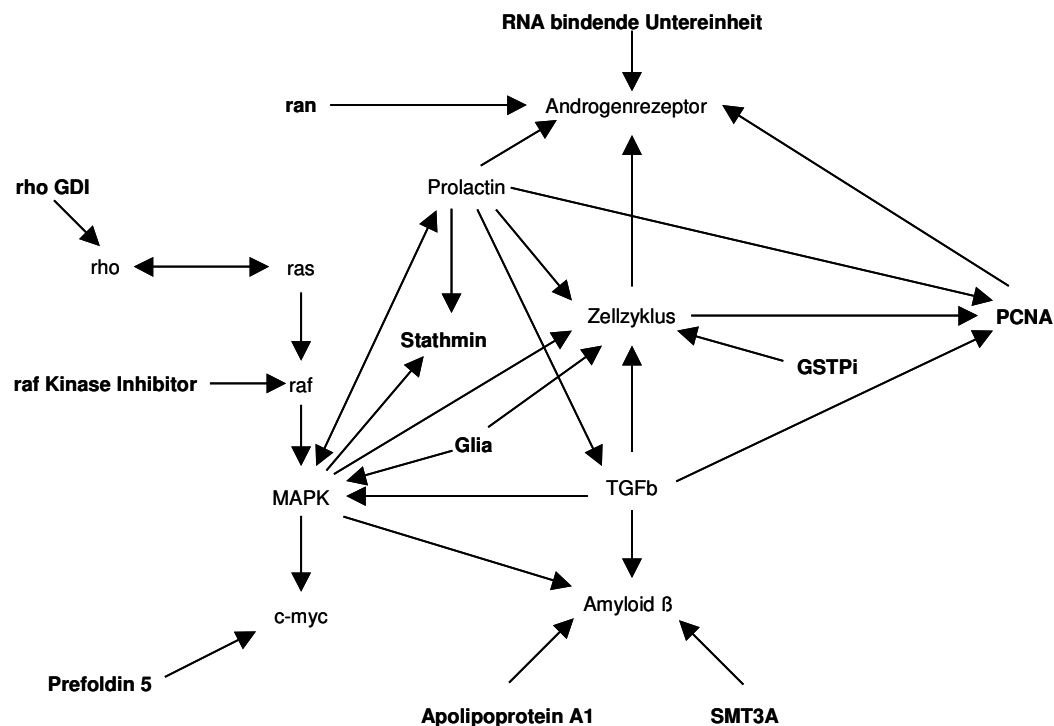 RNA bindende Untereinheit
ran
Androgenrezeptor
Prolactin
rho GDI
rho
ras
Zellzyklus
PCNA
Stathmin
GSTPi
raf Kinase Inhibitor
raf
Glia
TGFb
MAPK
Amyloid ß
c-myc
Prefoldin 5
Apolipoprotein A1
SMT3A